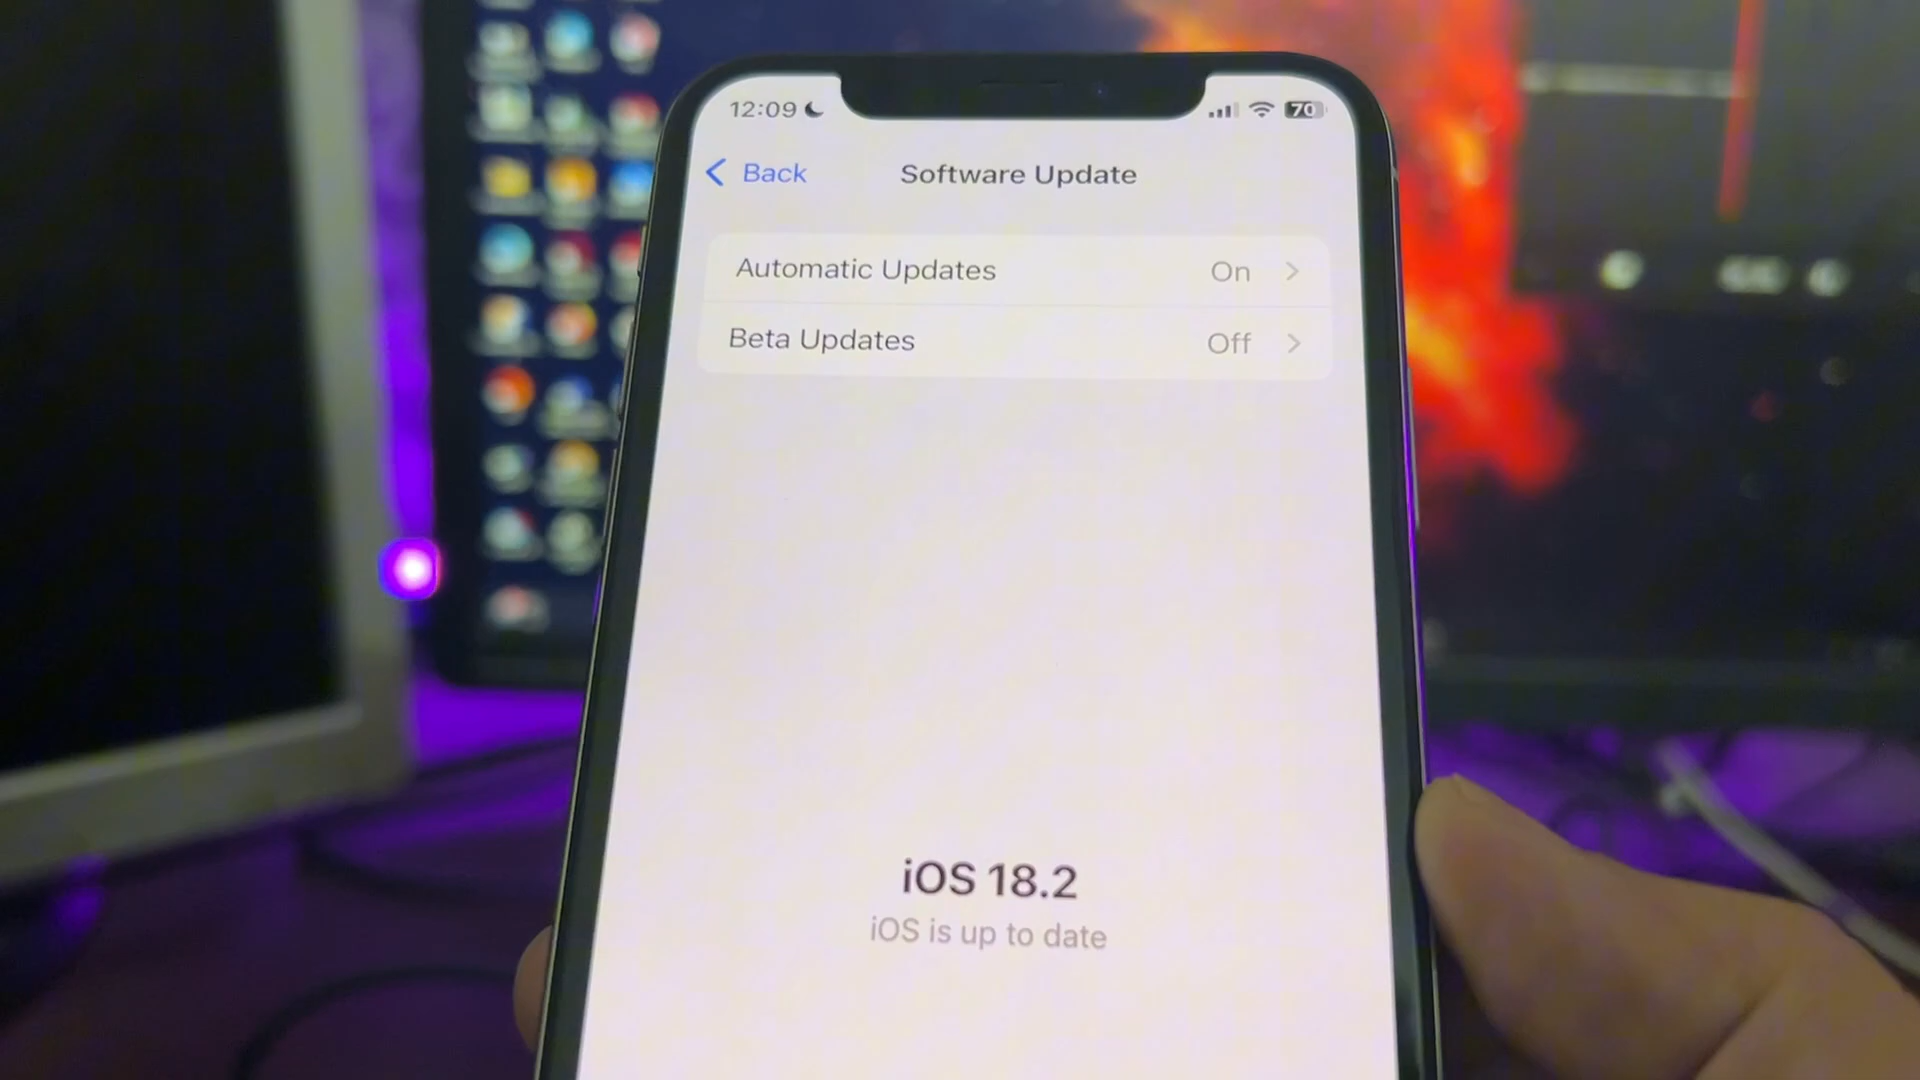 12:09
70
Back
Software Update
Automatic Updates On
Beta Updates Off
iOS 18.2
iOS is up to date